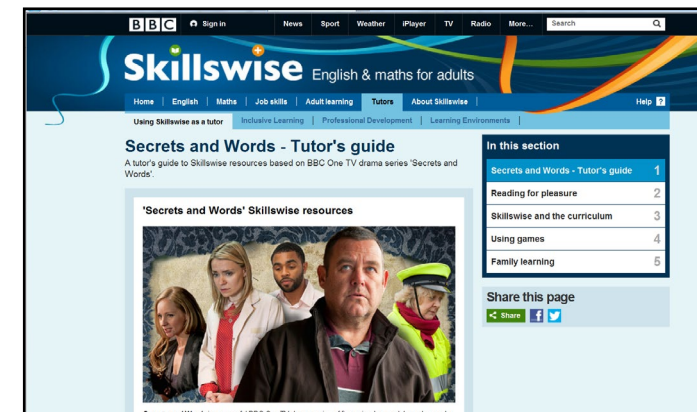 BBC Sign in News Sport Weather iPlayer TV Radio More... Search
Skillswise English & maths for adults
Home English Maths Job skills Adult learning Tutors About Skillswise Help ?
Using Skillswise as a tutor Inclusive Learning Professional Development Learning Environments
Secrets and Words - Tutor's guide
A tutor's guide to Skillswise resources based on BBC One TV drama series 'Secrets and
Words'.
'Secrets and Words' Skillswise resources
In this section
Secrets and Words - Tutor's guide 1
Reading for pleasure 2
Skillswise and the curriculum 3
Using games 4
Family learning 5
Share this page
Share f